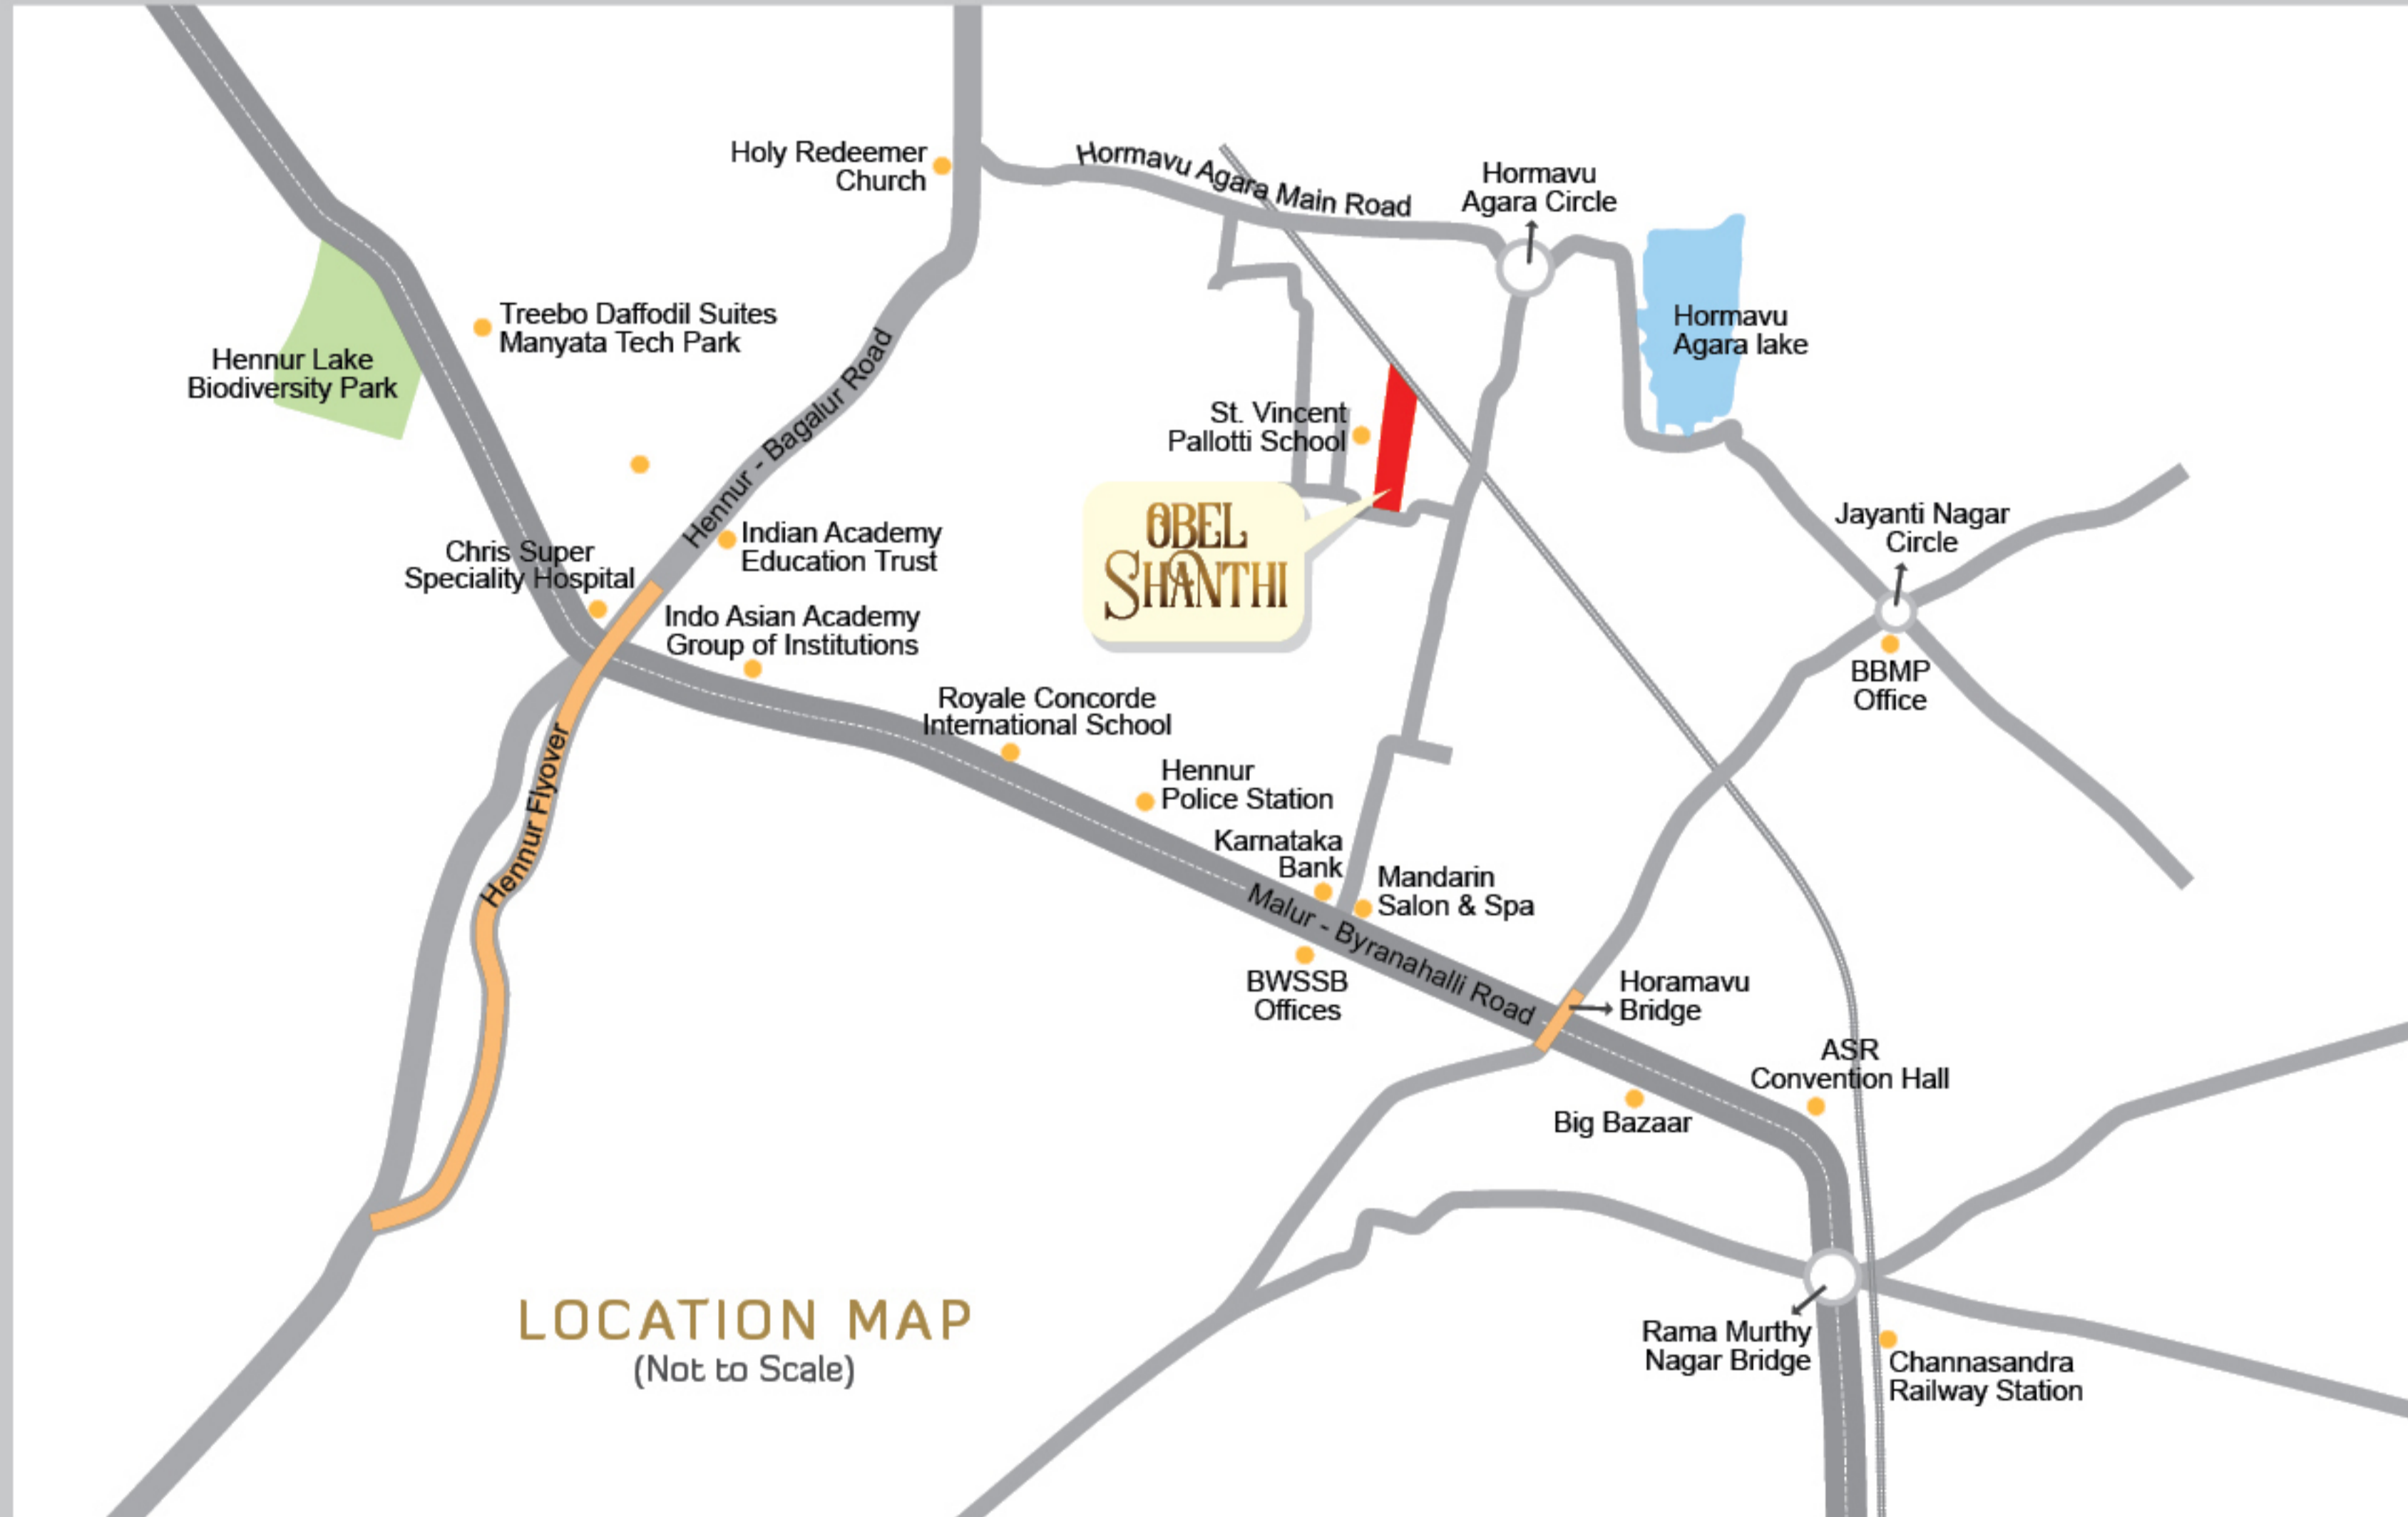 Holy Redeemer
Church
Hormavu Agara Main Road
Hormavu
Agara Circle
Hormavu
Agara lake
Treebo Daffodil Suites
Manyata Tech Park
Hennur Lake
Biodiversity Park
Hennur - Bagalur Road
St. Vincent
Pallotti School
OBEL
SHANTHI
Jayanti Nagar
Circle
BBMP
Office
Chris Super
Speciality Hospital
Indian Academy
Education Trust
Indo Asian Academy
Group of Institutions
Royale Concorde
International School
Hennur Flyover
Hennur
Police Station
Karnataka
Bank
Mandarin
Salon & Spa
Malur - Byranahalli Road
BWSSB
Offices
Horamavu
Bridge
ASR
Convention Hall
Big Bazaar
LOCATION MAP
(Not to Scale)
Rama Murthy
Nagar Bridge
Channasandra
Railway Station